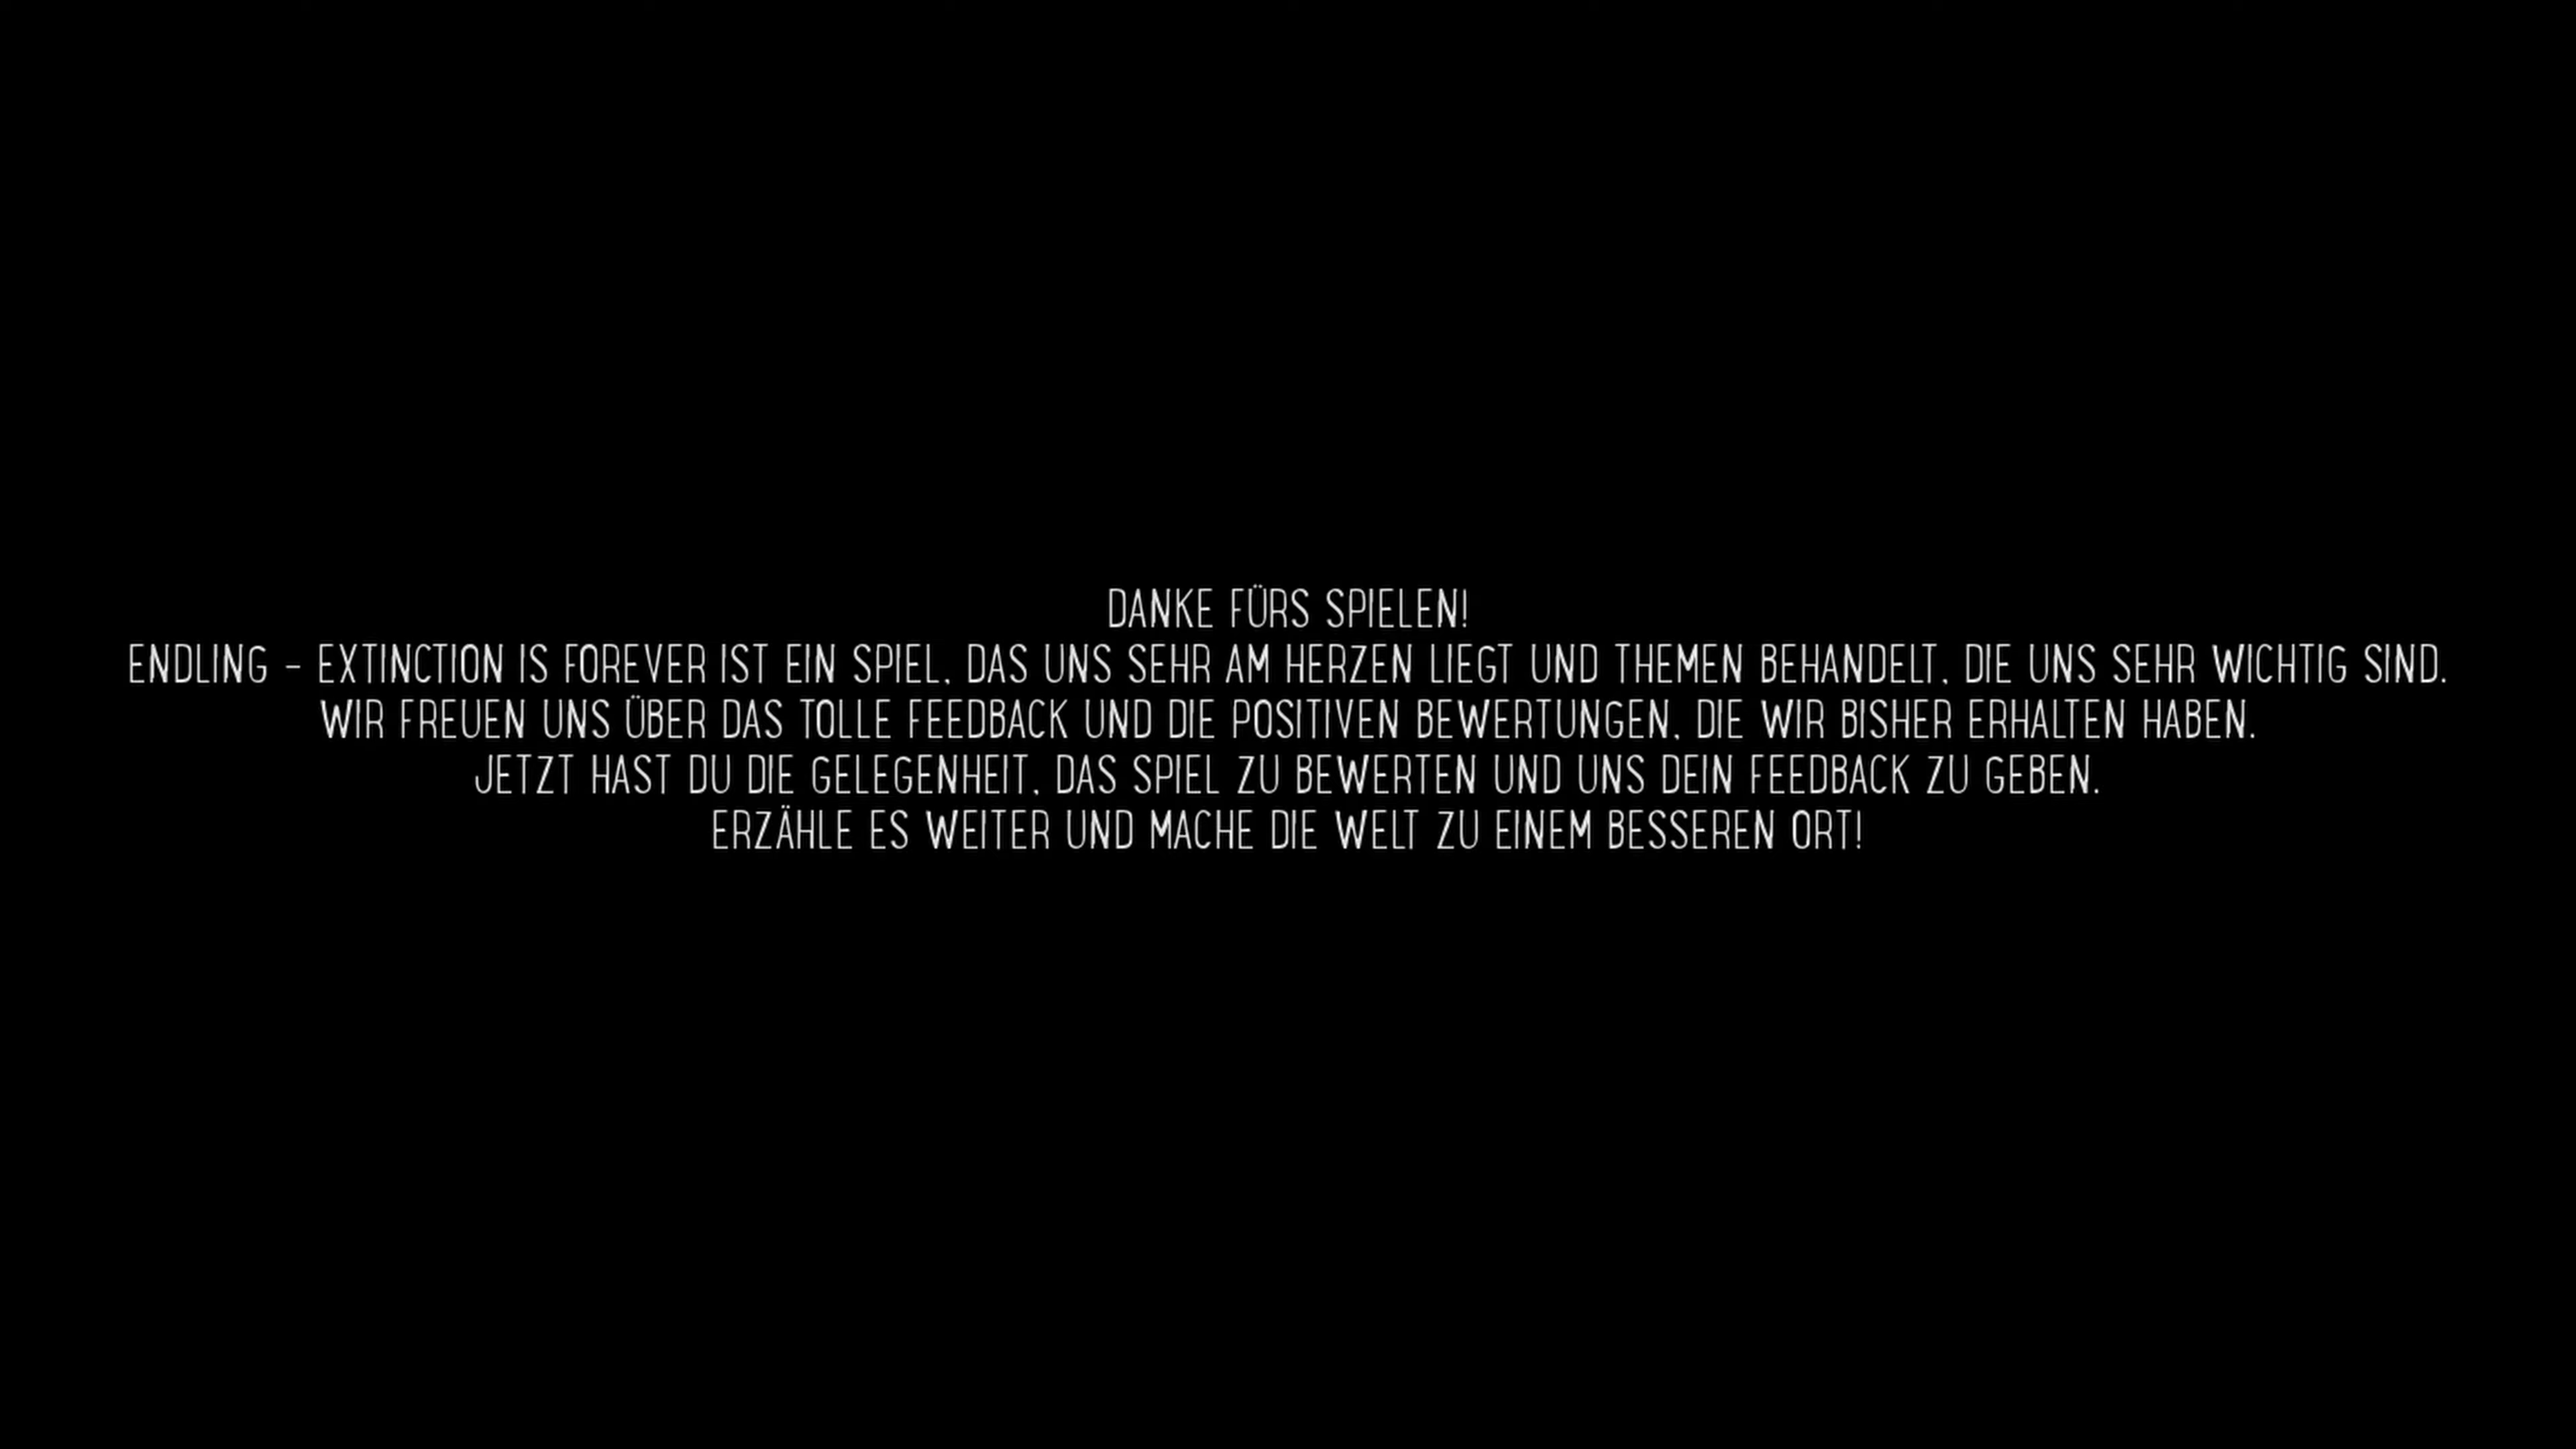 DANKE FÜRS SPIELEN!
ENDLING - EXTINCTION IS FOREVER IST EIN SPIEL, DAS UNS SEHR AM HERZEN LIEGT UND THEMEN BEHANDELT, DIE UNS SEHR WICHTIG SIND.
WIR FREUEN UNS ÜBER DAS TOLLE FEEDBACK UND DIE POSITIVEN BEWERTUNGEN, DIE WIR BISHER ERHALTEN HABEN.
JETZT HAST DU DIE GELEGENHEIT, DAS SPIEL ZU BEWERTEN UND UNS DEIN FEEDBACK ZU GEBEN.
ERZÄHLE ES WEITER UND MACHE DIE WELT ZU EINEM BESSEREN ORT!